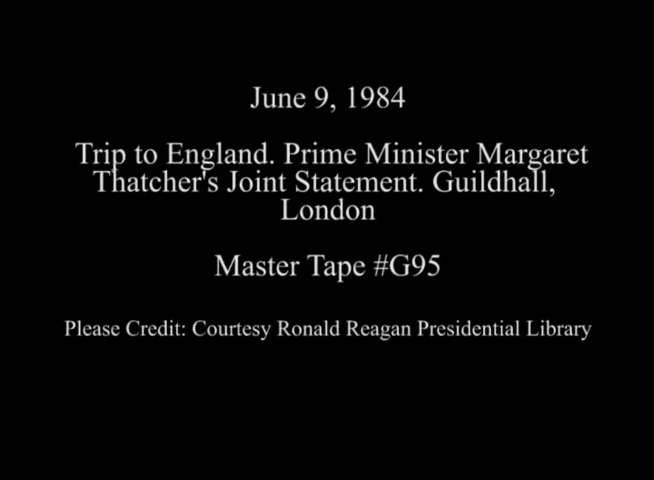 June 9, 1984
Trip to England. Prime Minister Margaret
Thatcher's Joint Statement. Guildhall,
London
Master Tape #G95
Please Credit: Courtesy Ronald Reagan Presidential Library